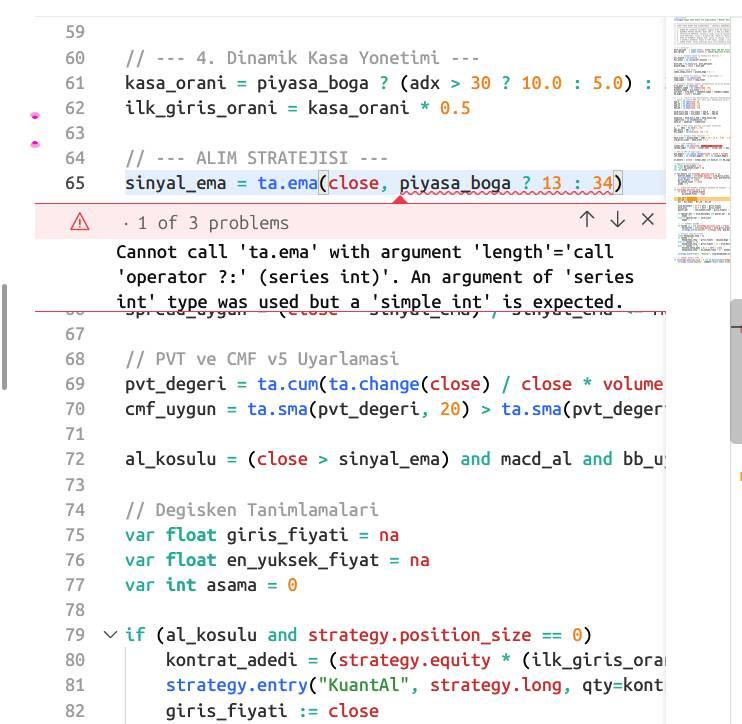 59
60 // --- 4. Dinamik Kasa Yonetimi ---
61 kasa_orani = piyasa_boga ? (adx > 30 ? 10.0 : 5.0) :
62 ilk_giris_orani = kasa_orani * 0.5
63
64 // --- ALIM STRATEJISI ---
65 sinyal_ema = ta.ema(close, piyasa_boga ? 13 : 34)
· 1 of 3 problems
Cannot call 'ta.ema' with argument 'length'='call
'operator ?:' (series int)'. An argument of 'series
int' type was used but a 'simple int' is expected.
67
68 // PVT ve CMF v5 Uyarlamasi
69 pvt_degeri = ta.cum(ta.change(close) / close * volume
70 cmf_uygun = ta.sma(pvt_degeri, 20) > ta.sma(pvt_deger
71
72 al_kosulu = (close > sinyal_ema) and macd_al and bb_u
73
74 // Degisken Tanimlamalari
75 var float giris_fiyati = na
76 var float en_yuksek_fiyat = na
77 var int asama = 0
78
79 if (al_kosulu and strategy.position_size == 0)
80 kontrat_adedi = (strategy.equity * (ilk_giris_ora
81 strategy.entry("KuantAl", strategy.long, qty=kont
82 giris_fiyati := close